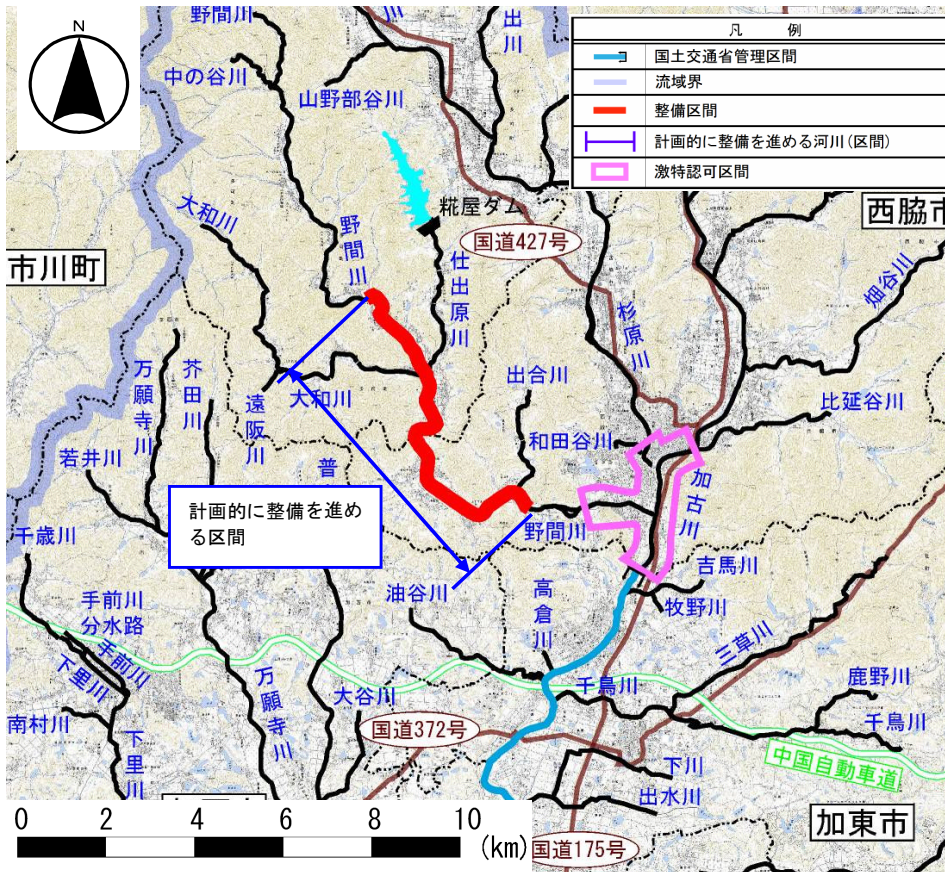 N
凡 例
国土交通省管理区間
流域界
整備区間
計画的に整備を進める河川(区間)
激特認可区間
野間川
中の谷川
山野部谷川
川
出川
糀屋ダム
国道427号
西脇市
市川町
大和川
野間川
仕出原川
畑谷川
杉原川
万願寺川
芥田川
遠阪川
大和川
出合川
比延谷川
和田谷川
若井川
普
加古川
計画的に整備を進め
る区間
野間川
千歳川
吉馬川
油谷川
高倉川
牧野川
手前川
分水路
手前川
下里川
三草川
万願寺川
大谷川
千鳥川
鹿野川
千鳥川
南村川
下里川
国道372号
中国自動車道
下川
出水川
加東市
国道175号
0 2 4 6 8 10
(km)